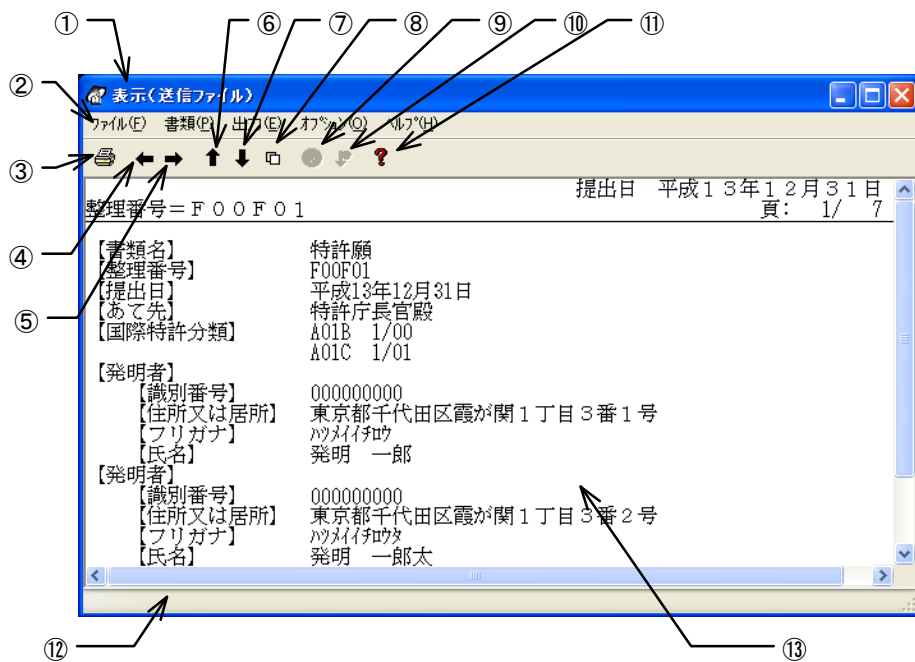 ① ⑥ ⑦ ⑧ ⑨ ⑩ ⑪
② 表示(送信ファイル)
ファイル(F) 書類(P) 出力(E) オプション(O) ヘルプ(H)
③ ?
提出日 平成13年12月31日
整理番号=F00F01 頁: 1/ 7
④
⑤
【書類名】 特許願
【整理番号】 F00F01
【提出日】 平成13年12月31日
【あて先】 特許庁長官殿
【国際特許分類】 A01B 1/00
A01C 1/01
【発明者】
【識別番号】 000000000
【住所又は居所】 東京都千代田区霞が関1丁目3番1号
【フリガナ】 ハツメイイチロウ
【氏名】 発明 一郎
【発明者】
【識別番号】 000000000
【住所又は居所】 東京都千代田区霞が関1丁目3番2号
【フリガナ】 ハツメイイチロウタ
【氏名】 発明 一郎太
⑫ ⑬